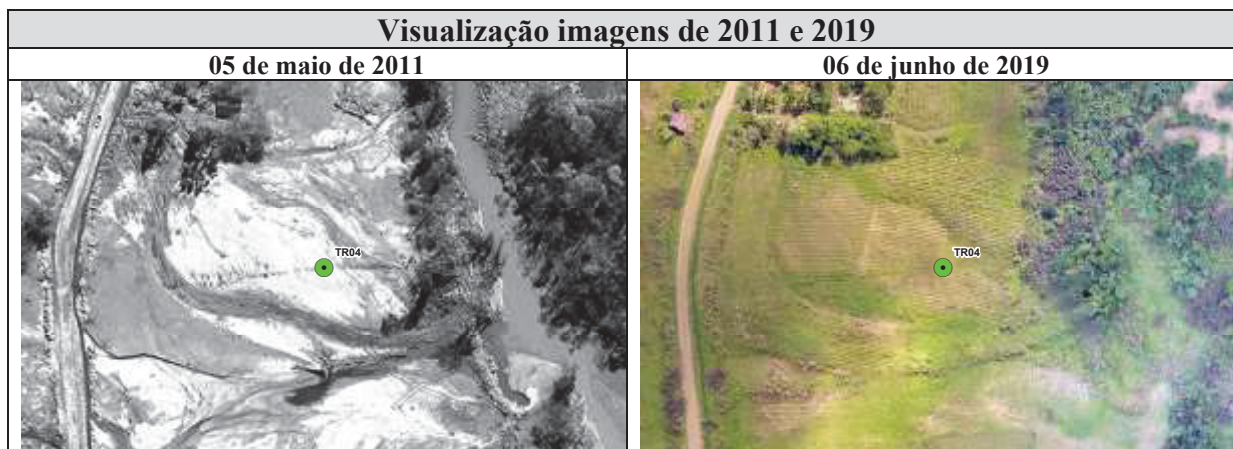 Visualização imagens de 2011 e 2019
05 de maio de 2011
06 de junho de 2019
TR04
TR04